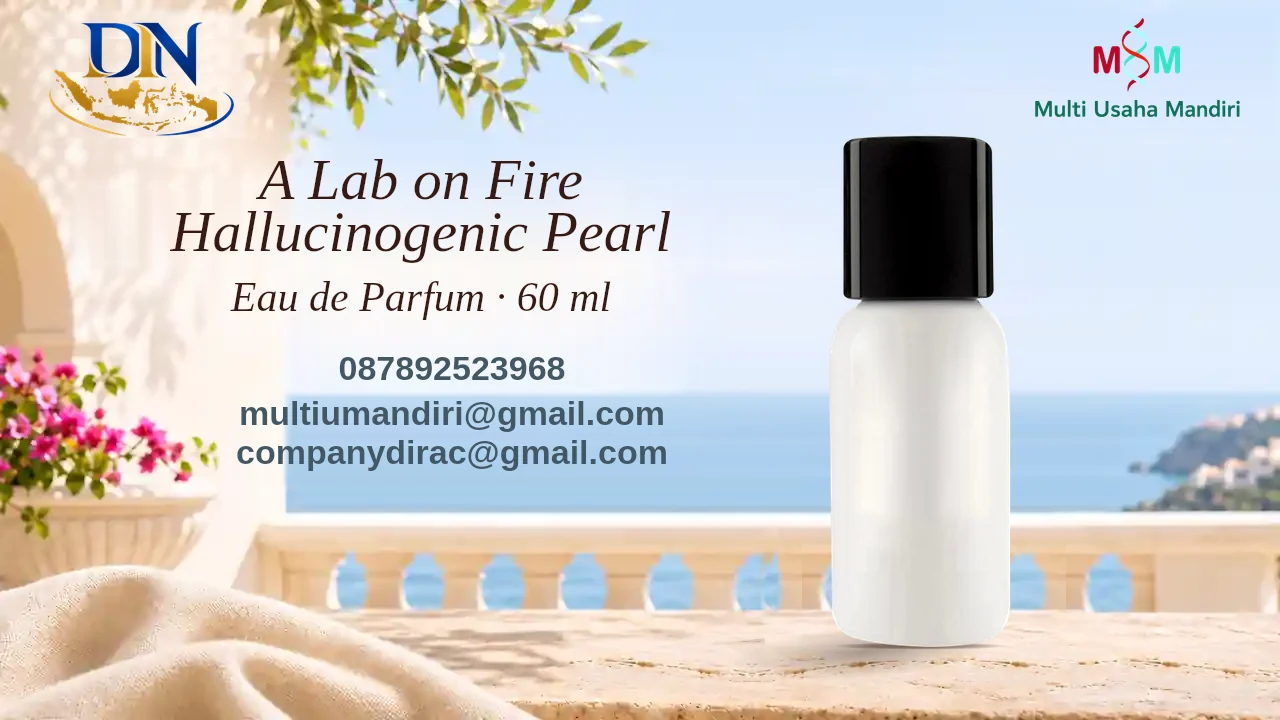 DIN
M M
Multi Usaha Mandiri
A Lab on Fire
Hallucinogenic Pearl
Eau de Parfum · 60 ml
087892523968
multiumandiri@gmail.com
companydirac@gmail.com